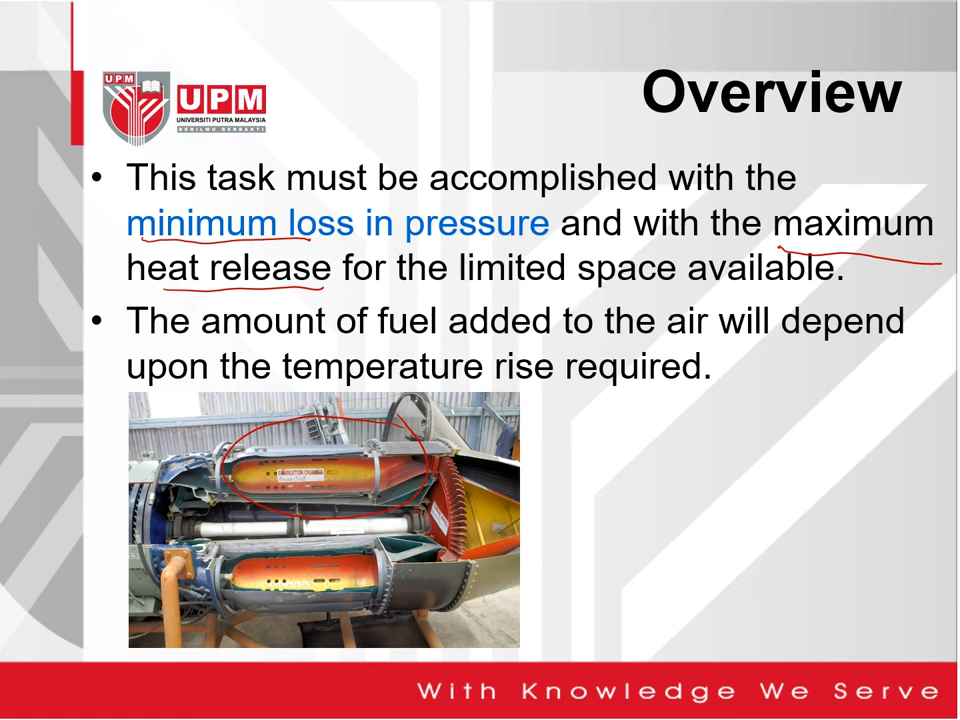 Overview
UPM
UPM
UNIVERSITI PUTRA MALAYSIA
BERILMU BERBAKTI
• This task must be accomplished with the
minimum loss in pressure and with the maximum
heat release for the limited space available.
• The amount of fuel added to the air will depend
upon the temperature rise required.
COMBUSTION CHAMBER
With Knowledge We Serve